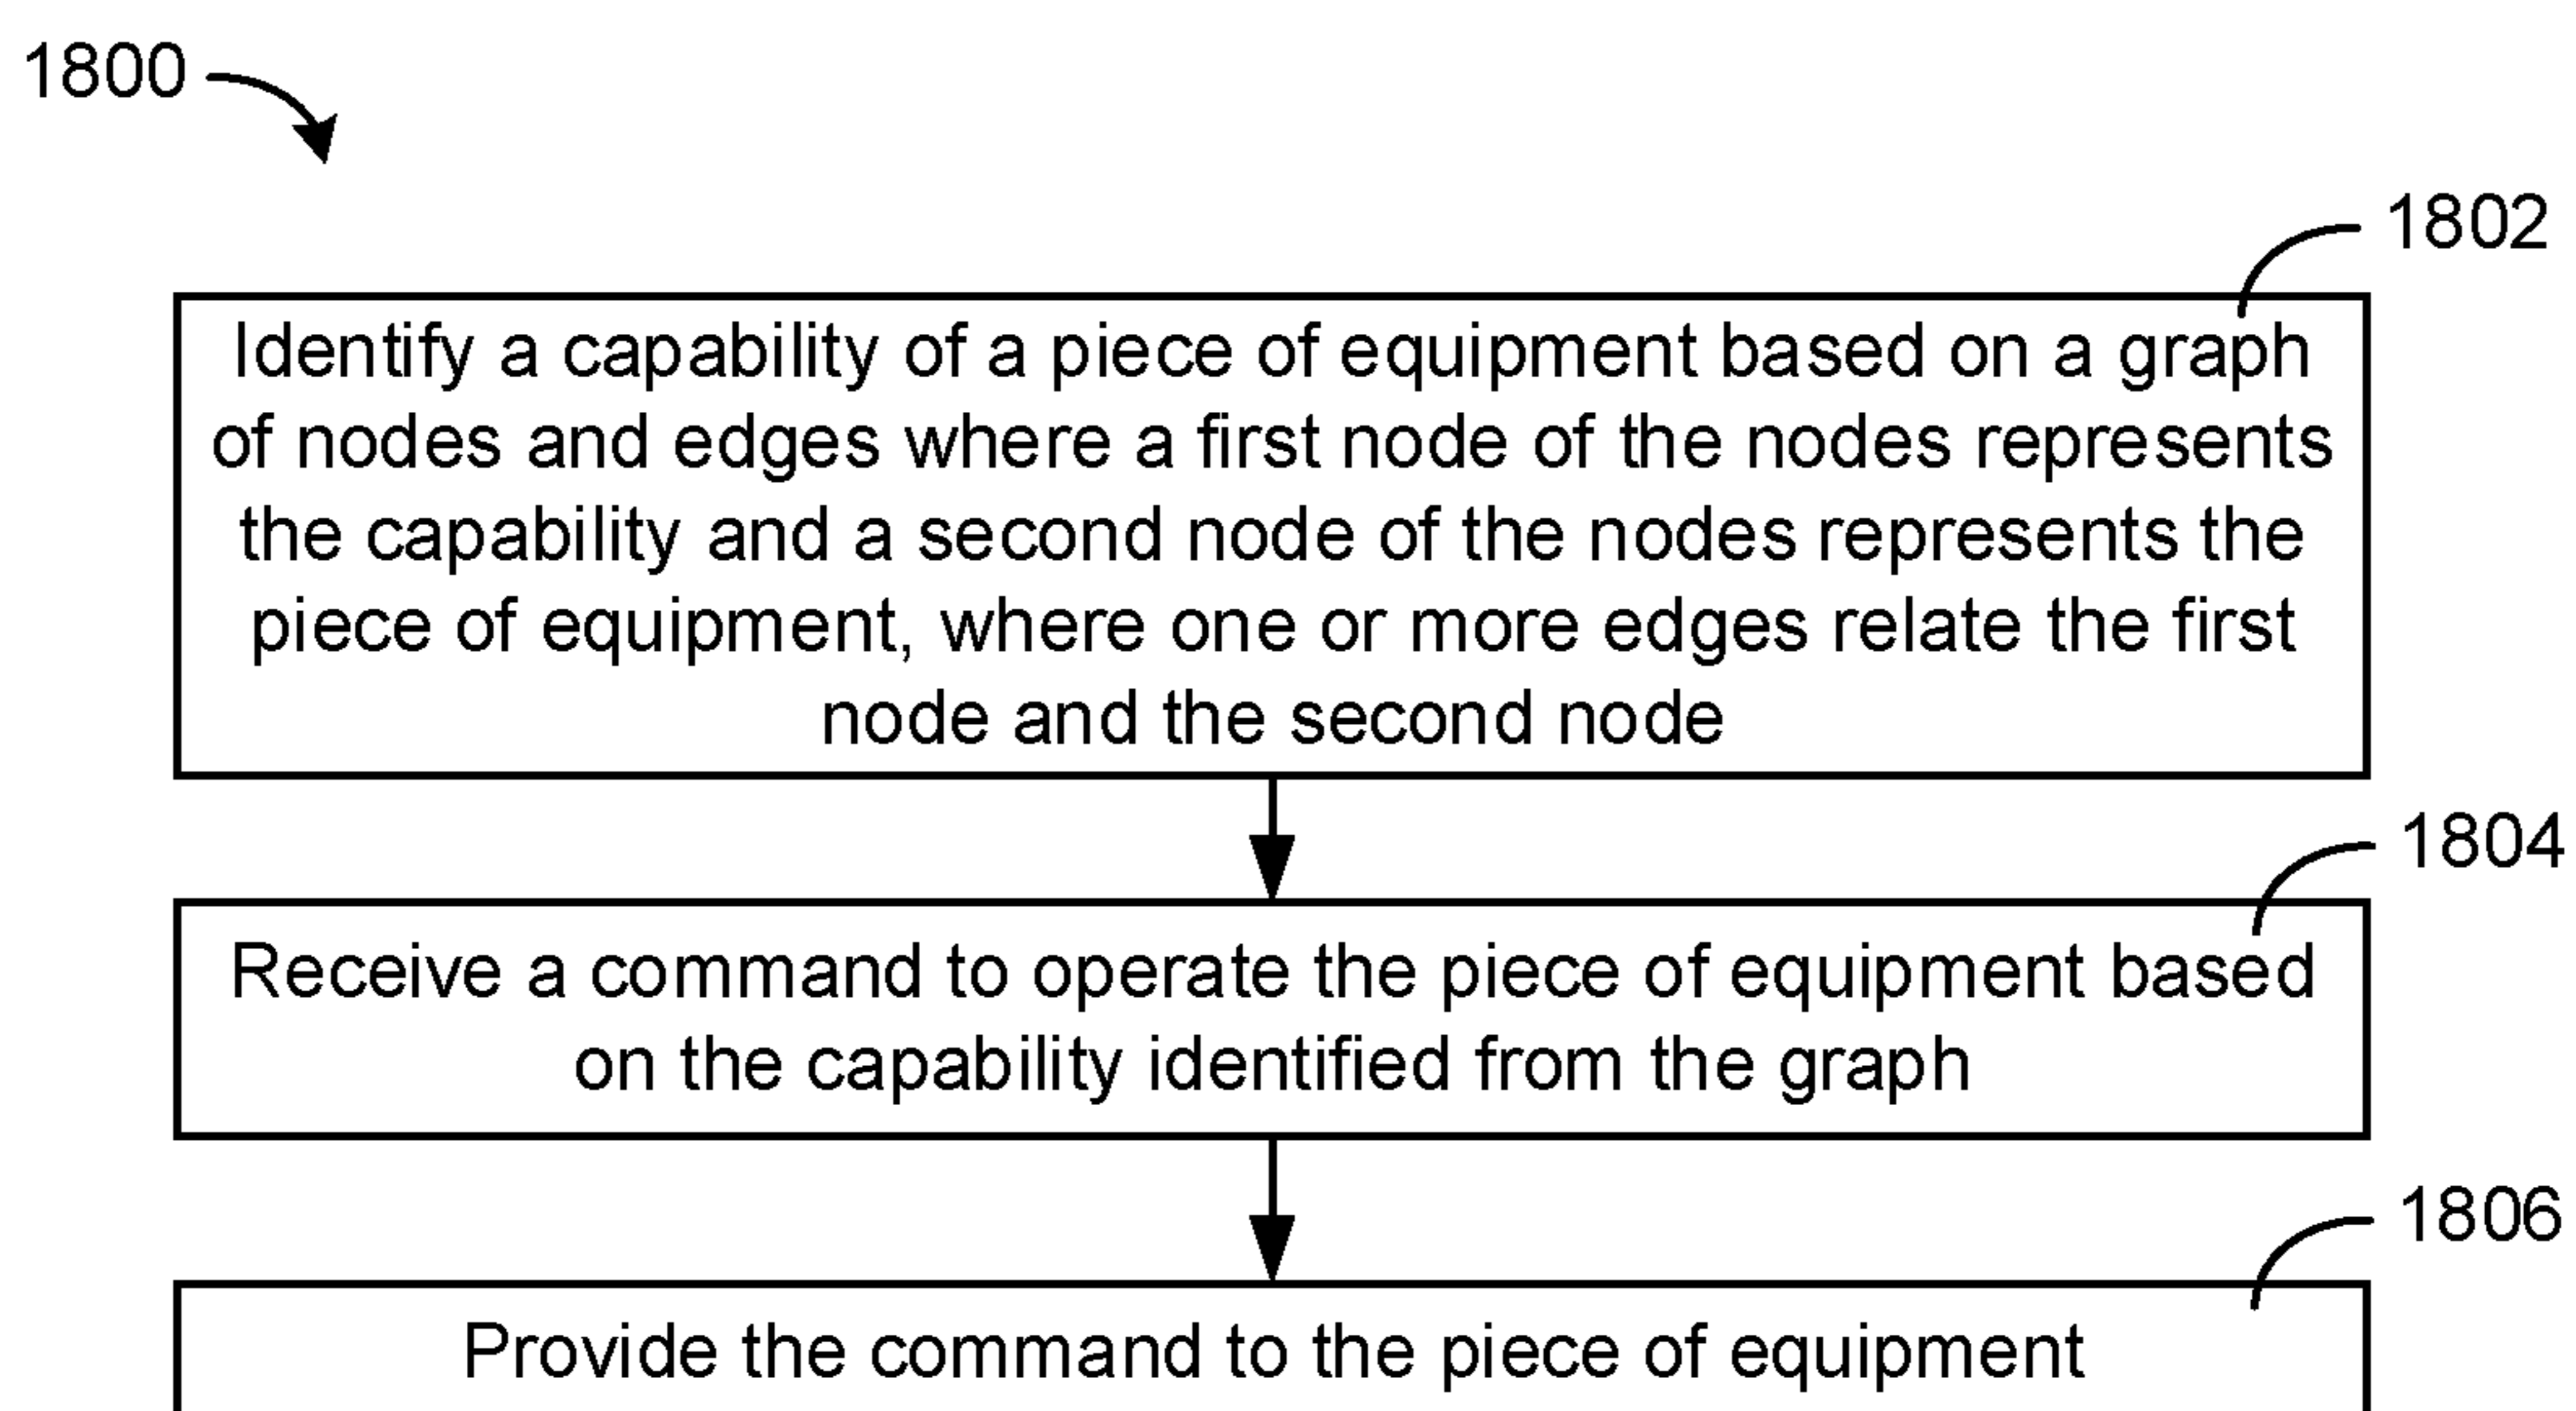 1800
1802
Identify a capability of a piece of equipment based on a graph
of nodes and edges where a first node of the nodes represents
the capability and a second node of the nodes represents the
piece of equipment, where one or more edges relate the first
node and the second node
1804
Receive a command to operate the piece of equipment based
on the capability identified from the graph
1806
Provide the command to the piece of equipment